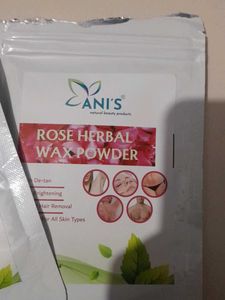 ANI'S®
natural beauty products
ROSE HERBAL
WAX POWDER
De-tan
Brightening
Hair Removal
For All Skin Types